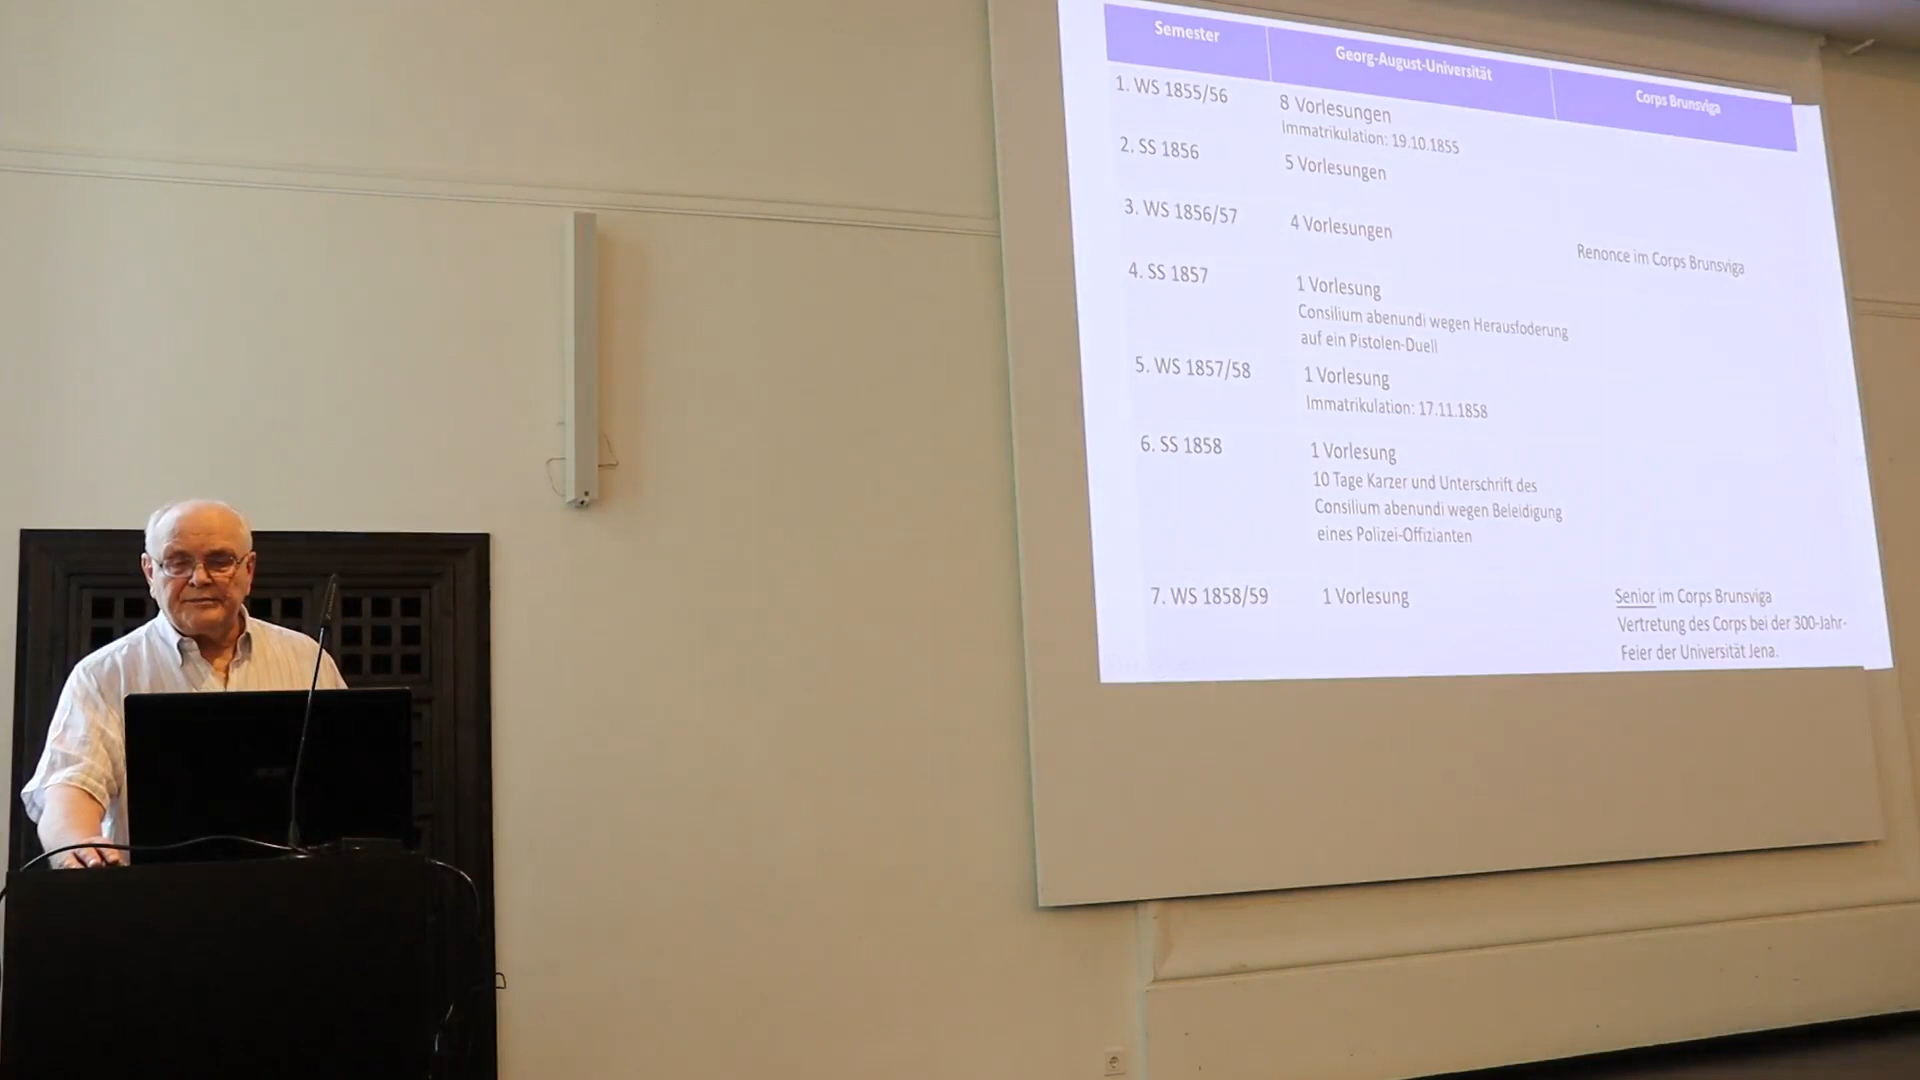 Semester
Georg-August-Universität
Corps Brunsviga
1. WS 1855/56
8 Vorlesungen
Immatrikulation: 19.10.1855
2. SS 1856
5 Vorlesungen
3. WS 1856/57
4 Vorlesungen
Renonce im Corps Brunsviga
4. SS 1857
1 Vorlesung
Consilium abenundi wegen Herausfoderung
auf ein Pistolen-Duell
5. WS 1857/58
1 Vorlesung
Immatrikulation: 17.11.1858
6. SS 1858
1 Vorlesung
10 Tage Karzer und Unterschrift des
Consilium abenundi wegen Beleidigung
eines Polizei-Offizianten
7. WS 1858/59
1 Vorlesung
Senior im Corps Brunsviga
Vertretung des Corps bei der 300-Jahr-
Feier der Universität Jena.